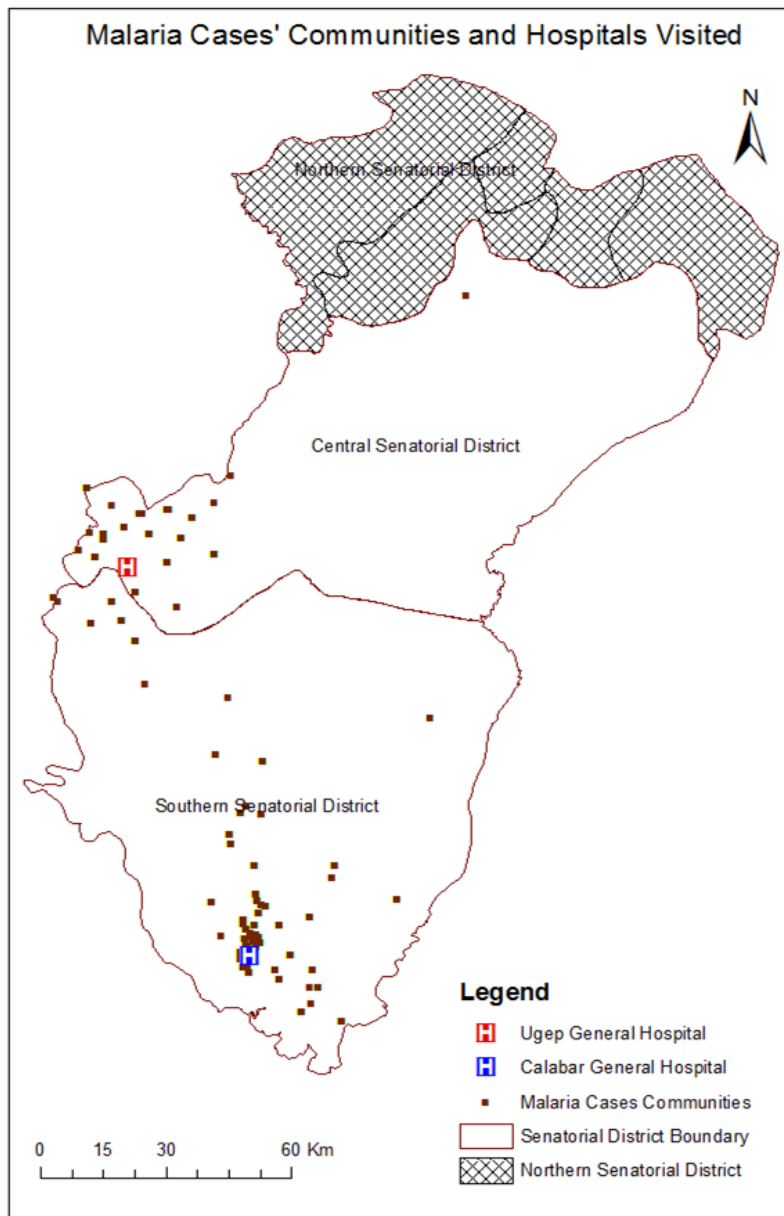 Malaria Cases' Communities and Hospitals Visited
N
Northern Senatorial District
Central Senatorial District
Southern Senatorial District
Legend
H Ugep General Hospital
H Calabar General Hospital
Malaria Cases Communities
Senatorial District Boundary
Northern Senatorial District
0 15 30 60 Km
H
H